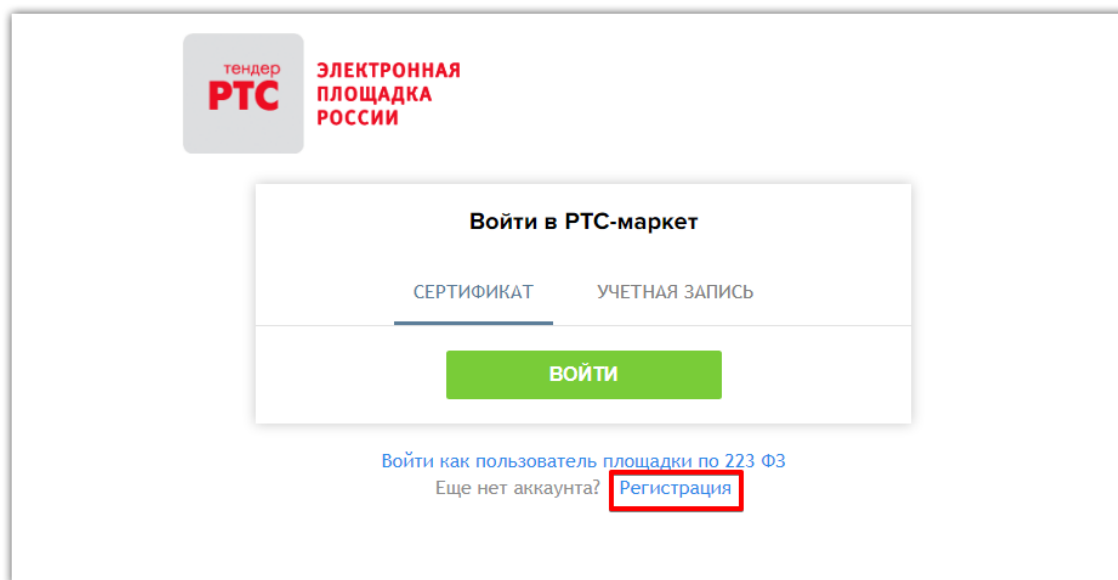 тендер
РТС
ЭЛЕКТРОННАЯ
ПЛОЩАДКА
РОССИИ
Войти в РТС-маркет
СЕРТИФИКАТ УЧЕТНАЯ ЗАПИСЬ
ВОЙТИ
Войти как пользователь площадки по 223 ФЗ
Еще нет аккаунта? Регистрация